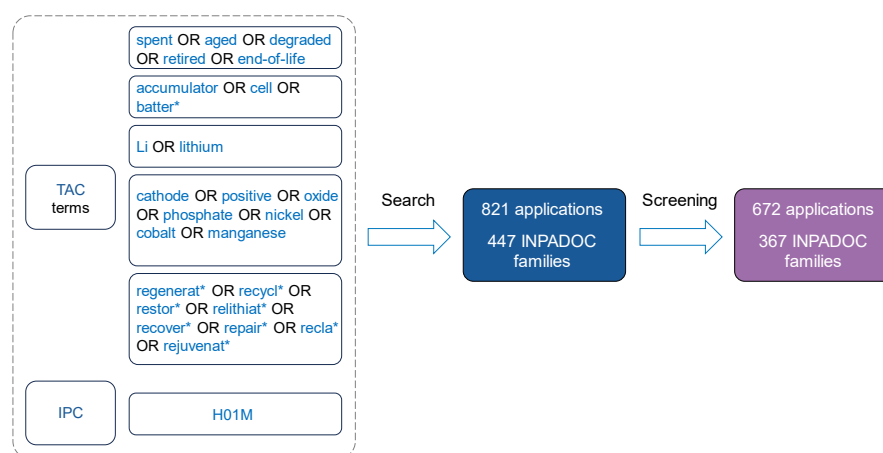 TAC
terms
spent OR aged OR degraded
OR retired OR end-of-life
accumulator OR cell OR
batter*
Li OR lithium
cathode OR positive OR oxide
OR phosphate OR nickel OR
cobalt OR manganese
regenerat* OR recycl* OR
restor* OR relithiat* OR
recover* OR repair* OR recla*
OR rejuvenat*
IPC
H01M
Search
821 applications
447 INPADOC
families
Screening
672 applications
367 INPADOC
families